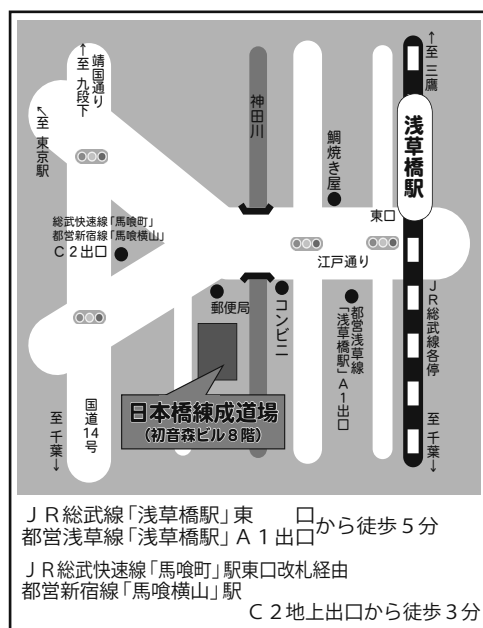 ↑至 九段下
靖国通り
↖至 東京駅
神田川
鯛焼き屋
↑至 三鷹
浅草橋駅
東口
総武快速線「馬喰町」
都営新宿線「馬喰横山」
C2出口
江戸通り
郵便局
コンビニ
都営浅草線
「浅草橋駅」A1出口
JR総武線各停
日本橋練成道場
(初音森ビル8階)
国道14号
至 千葉↓
至 千葉↓
JR総武線「浅草橋駅」東 口
都営浅草線「浅草橋駅」A1出口から徒歩5分
JR総武快速線「馬喰町」駅東口改札経由
都営新宿線「馬喰横山」駅
C2地上出口から徒歩3分